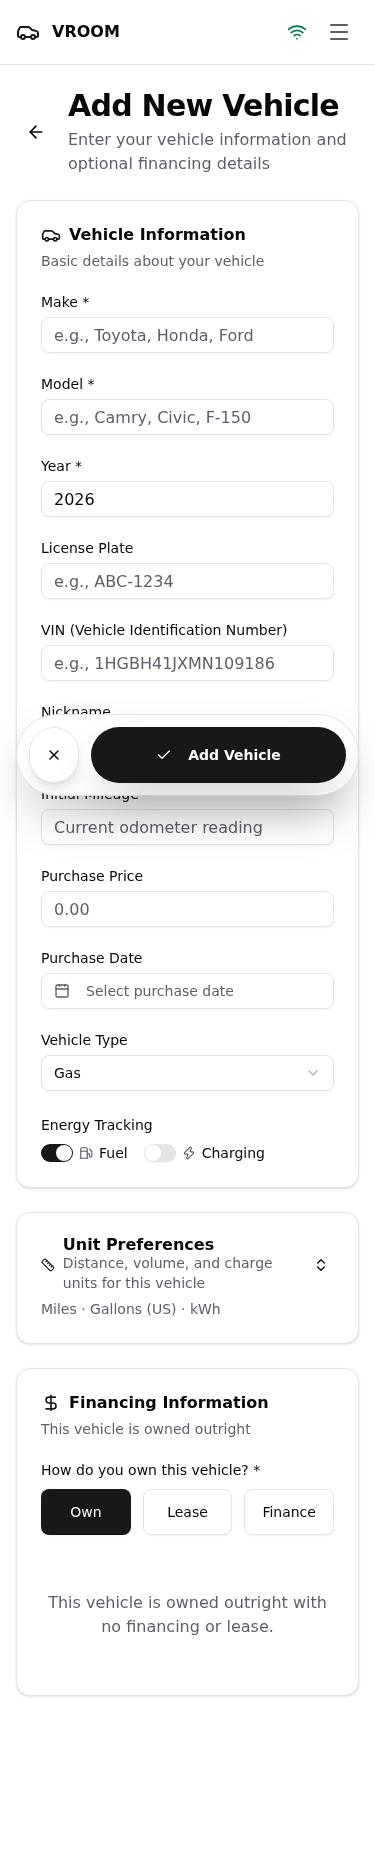 VROOM
Add New Vehicle
Enter your vehicle information and
optional financing details
Vehicle Information
Basic details about your vehicle
Make *
e.g., Toyota, Honda, Ford
Model *
e.g., Camry, Civic, F-150
Year *
2026
License Plate
e.g., ABC-1234
VIN (Vehicle Identification Number)
e.g., 1HGBH41JXMN109186
Nickname
Add Vehicle
Initial Mileage
Current odometer reading
Purchase Price
0.00
Purchase Date
Select purchase date
Vehicle Type
Gas
Energy Tracking
Fuel Charging
Unit Preferences
Distance, volume, and charge
units for this vehicle
Miles · Gallons (US) · kWh
Financing Information
This vehicle is owned outright
How do you own this vehicle? *
Own Lease Finance
This vehicle is owned outright with
no financing or lease.